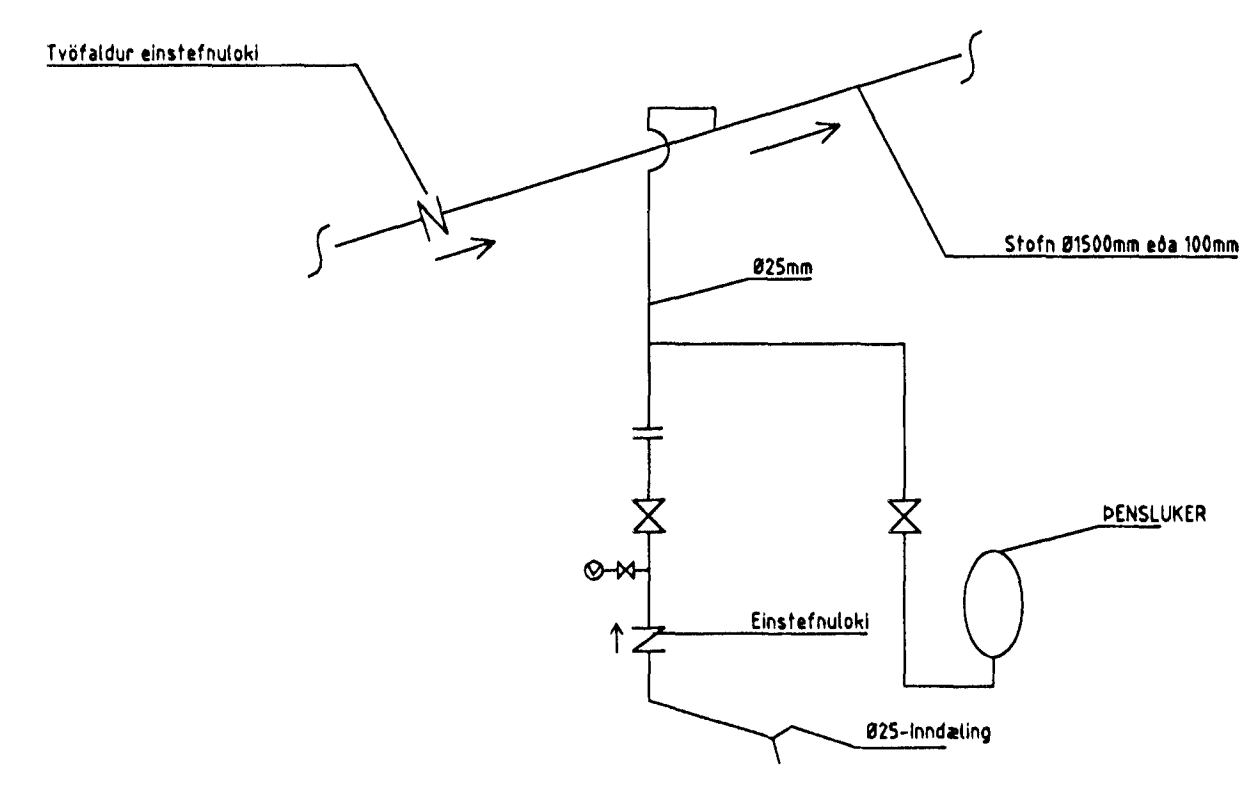 Tvöfaldur einstefnuloki
Stofn Ø1500mm eða 100mm
Ø25mm
ÞENSLUKER
Einstefnuloki
Ø25-Inndæling